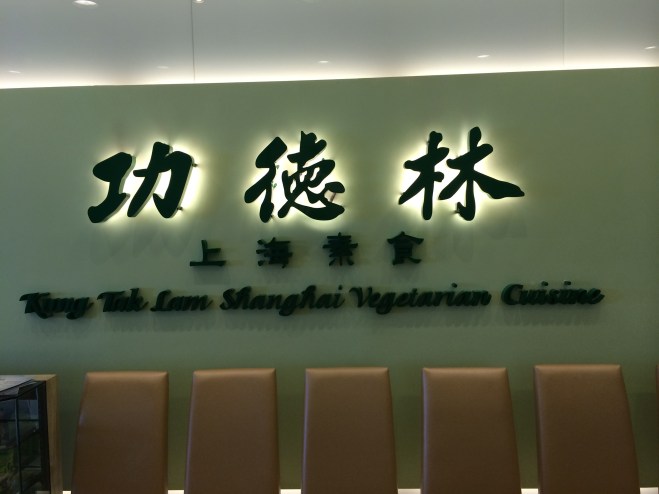 功德林
上海素食
Kung Tak Lam Shanghai Vegetarian Cuisine